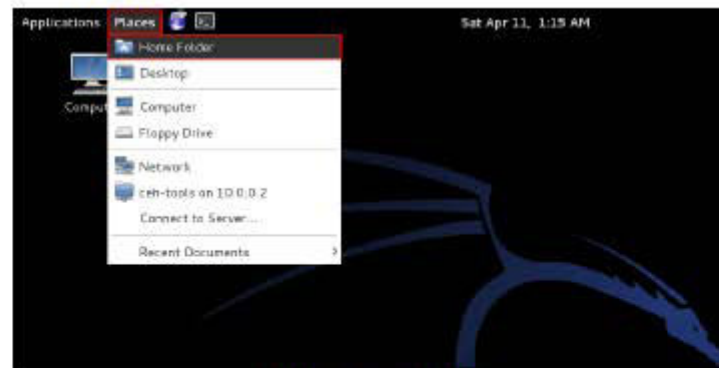 Applications Places Sat Apr 11, 1:15 AM
Home Folder
Desktop
Comput
Computer
Floppy Drive
Network
ceh-tools on 10.0.0.2
Connect to Server...
Recent Documents